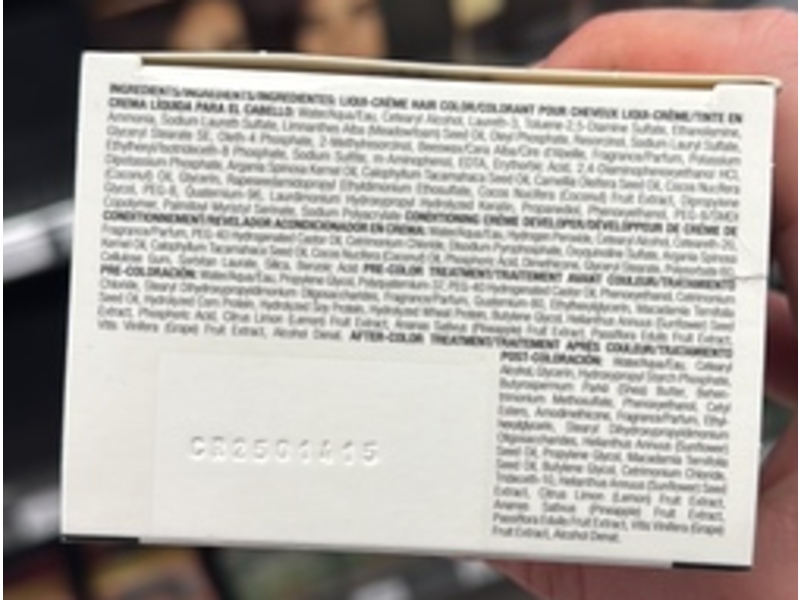 INGREDIENTS/INGRÉDIENTS/INGREDIENTES: LIQUI-CRÈME HAIR COLOR/COLORANT POUR CHEVEUX LIQUI-CRÈME/TINTE EN
CREMA LÍQUIDA PARA EL CABELLO: Water/Aqua/Eau, Cetearyl Alcohol, Laureth-3, Toluene-2,5-Diamine Sulfate, Ethanolamine,
Ammonia, Sodium Laureth Sulfate, Limnanthes Alba (Meadowfoam) Seed Oil, Oleyl Phosphate, Resorcinol, Sodium Lauryl Sulfate,
Glyceryl Stearate SE, Oleth-4 Phosphate, 2-Methylresorcinol, Beeswax/Cera Alba/Cire d'Abeille, Fragrance/Parfum, Potassium
Phosphate, Sodium Sulfite, m-Aminophenol, EDTA, Erythorbic Acid, 2,4-Diaminophenoxyethanol HCl,
Dipotassium Phosphate, Argania Spinosa Kernel Oil, Calophyllum Tacamahaca Seed Oil, Camellia Oleifera Seed Oil, Cocos Nucifera
(Coconut) Oil, Glycerin, Ethyldimonium Ethosulfate, Cocos Nucifera (Coconut) Fruit Extract, Dipropylene
Glycol, PEG-8, Hydroxypropyl Hydrolyzed Keratin, Propanediol, Phenoxyethanol,
Copolymer, Palmitoyl Myristyl Serinate, Sodium Polyacrylate CONDITIONING CRÈME DEVELOPER/DÉVELOPPEUR DE CRÈME DE
CONDITIONNEMENT/REVELADOR ACONDICIONADOR EN CREMA: Water/Aqua/Eau, Hydrogen Peroxide, Cetearyl Alcohol, Ceteareth-20,
Fragrance/Parfum, PEG-40 Hydrogenated Castor Oil, Cetrimonium Chloride, Disodium Pyrophosphate, Oxyquinoline Sulfate, Argania Spinosa
Kernel Oil, Calophyllum Tacamahaca Seed Oil, Cocos Nucifera (Coconut) Oil, Phosphoric Acid, Dimethicone, Glyceryl Stearate, Polysorbate 80,
Cellulose Gum, Sorbitan Laurate, Silica, Benzoic Acid PRE-COLOR TREATMENT/TRAITEMENT AVANT COULEUR/TRATAMIENTO
PRE-COLORACIÓN: Water/Aqua/Eau, Propylene Glycol, Polyquaternium-37, PEG-40 Hydrogenated Castor Oil, Phenoxyethanol, Cetrimonium
Chloride, Stearyl Dihydroxypropyldimonium Oligosaccharides, Fragrance/Parfum, Ethylhexylglycerin, Macadamia Ternifolia
Seed Oil, Hydrolyzed Corn Protein, Hydrolyzed Soy Protein, Hydrolyzed Wheat Protein, Butylene Glycol, Helianthus Annuus (Sunflower) Seed
Extract, Phosphoric Acid, Citrus Limon (Lemon) Fruit Extract, Ananas Sativus (Pineapple) Fruit Extract, Passiflora Edulis Fruit Extract,
Vitis Vinifera (Grape) Fruit Extract, Alcohol Denat. AFTER-COLOR TREATMENT/TRAITEMENT APRÈS COULEUR/TRATAMIENTO
POST-COLORACIÓN: Water/Aqua/Eau, Cetearyl
Alcohol, Glycerin, Hydroxypropyl Starch Phosphate,
Butyrospermum Parkii (Shea) Butter, Behen-
trimonium Methosulfate, Phenoxyethanol, Cetyl
Esters, Amodimethicone, Fragrance/Parfum, Ethyl-
hexylglycerin, Stearyl Dihydroxypropyldimonium
Oligosaccharides, Helianthus Annuus (Sunflower)
Seed Oil, Propylene Glycol, Macadamia Ternifolia
Seed Oil, Butylene Glycol, Cetrimonium Chloride,
Trideceth-10, Helianthus Annuus (Sunflower) Seed
Extract, Citrus Limon (Lemon) Fruit Extract,
Ananas Sativus (Pineapple) Fruit Extract,
Passiflora Edulis Fruit Extract, Vitis Vinifera (Grape)
Fruit Extract, Alcohol Denat.
CR2501A15